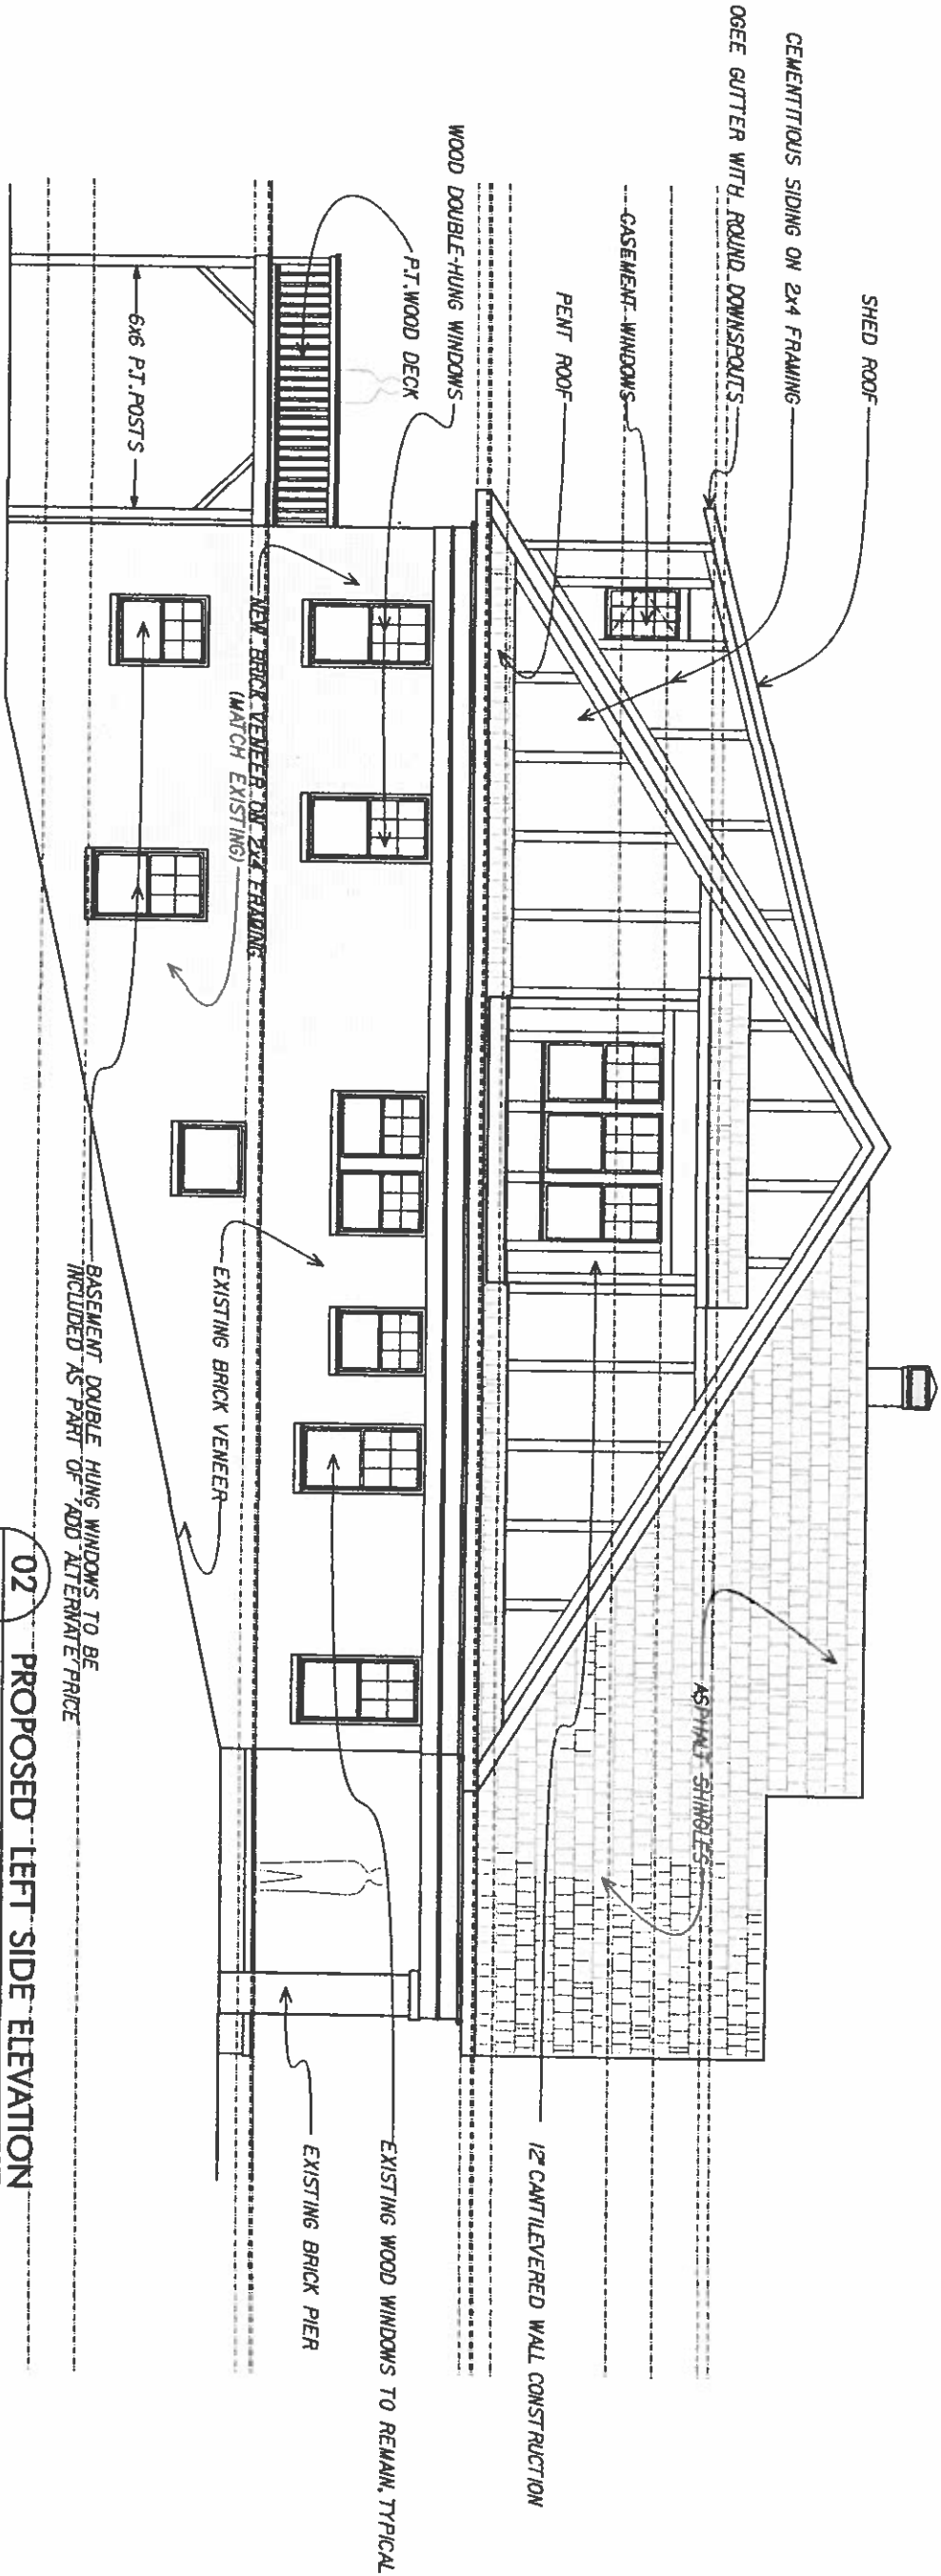 SHED ROOF
CEMENTITIOUS SIDING ON 2x4 FRAMING
OGEE GUTTER WITH ROUND DOWNSPOUTS
CASEMENT WINDOWS
PENT ROOF
WOOD DOUBLE-HUNG WINDOWS
P.T. WOOD DECK
6x6 P.T. POSTS
NEW BRICK VENEER ON 2x4 FRAMING
(MATCH EXISTING)
ASPHALT SHINGLES
12" CANTILEVERED WALL CONSTRUCTION
EXISTING WOOD WINDOWS TO REMAIN, TYPICAL
EXISTING BRICK PIER
EXISTING BRICK VENEER
BASEMENT DOUBLE HUNG WINDOWS TO BE
INCLUDED AS PART OF 'ADD ALTERNATE' PRICE
02 PROPOSED LEFT SIDE ELEVATION